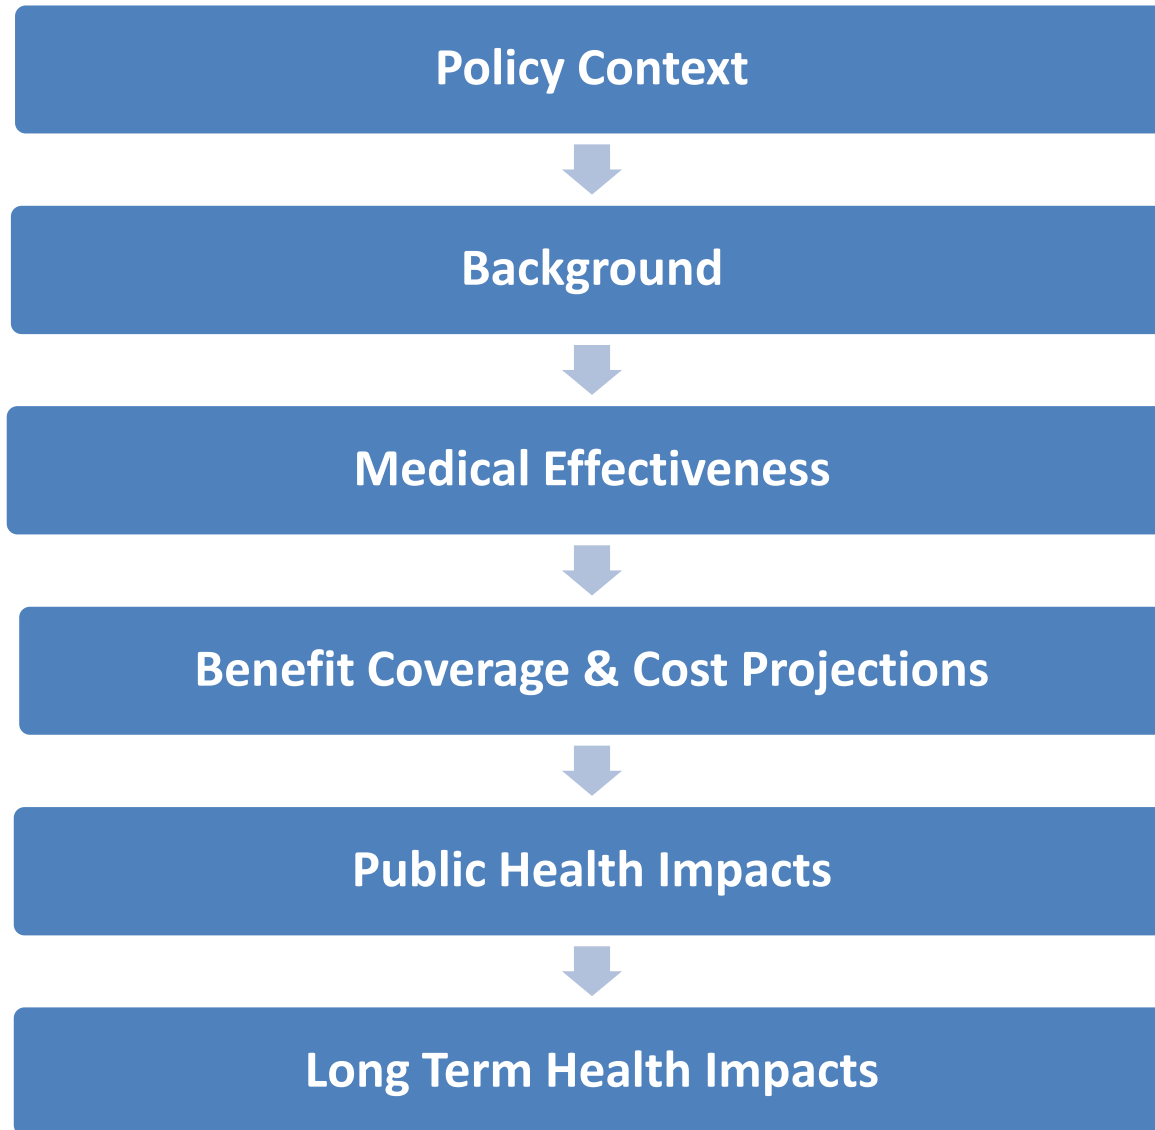 Policy Context
Background
Medical Effectiveness
Benefit Coverage & Cost Projections
Public Health Impacts
Long Term Health Impacts